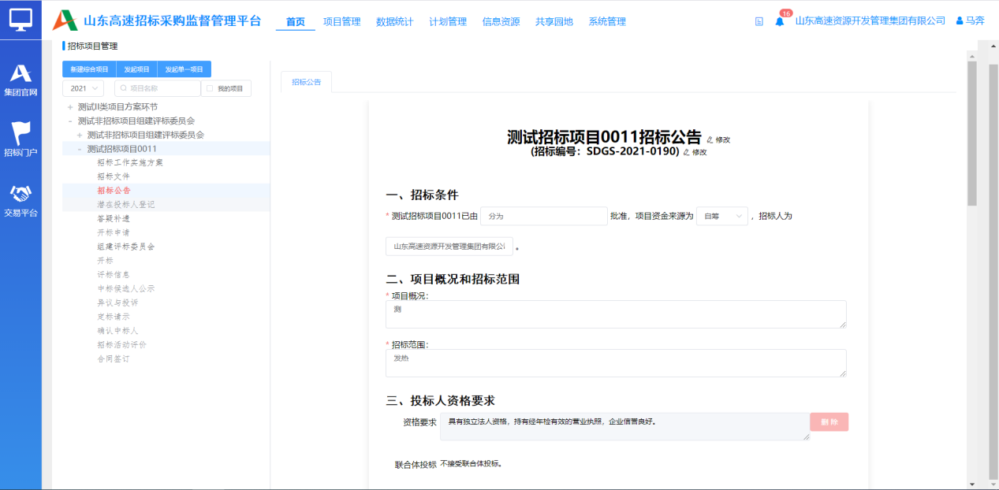 山东高速招标采购监督管理平台
首页 项目管理 数据统计 计划管理 信息资源 共享园地 系统管理
16
山东高速资源开发管理集团有限公司 马奔
集团官网
招标门户
交易平台
招标项目管理
新建综合项目 发起项目 发起单一项目
2021 项目名称 我的项目
+ 测试II类项目方案环节
- 测试非招标项目组建评标委员会
+ 测试非招标项目组建评标委员会
- 测试招标项目0011
招标工作实施方案
招标文件
招标公告
潜在投标人登记
答疑补遗
开标申请
组建评标委员会
开标
评标信息
中标候选人公示
异议与投诉
定标请示
确认中标人
招标活动评价
合同签订
招标公告
测试招标项目0011招标公告 修改
(招标编号：SDGS-2021-0190) 修改
一、招标条件
* 测试招标项目0011已由 分为 批准，项目资金来源为 自筹 ，招标人为
山东高速资源开发管理集团有限公 。
二、项目概况和招标范围
* 项目概况：
测
* 招标范围：
发热
三、投标人资格要求
资格要求 具有独立法人资格，持有经年检有效的营业执照，企业信誉良好。 删除
联合体投标 不接受联合体投标。